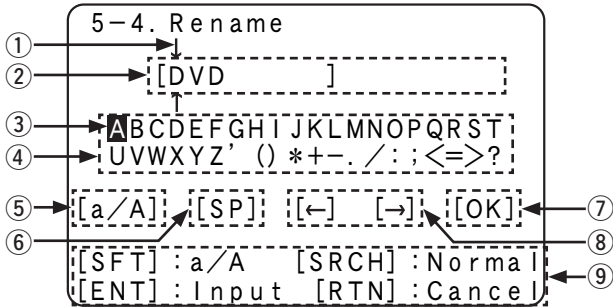 5-4. Rename
①
② [DVD ]
③ ABCDEFGHIJKLMNOPQRST
④ UVWXYZ' ()*+-./:;<=>?
⑤ [a/A] [SP] [←] [→] [OK] ⑦
⑥ ⑧
[SFT]:a/A [SRCH]:Normal
[ENT]:Input [RTN]:Cancel ⑨